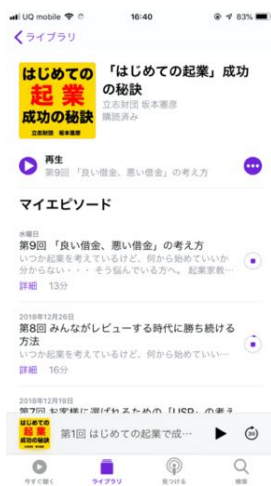 UQ mobile 16:40 83%
ライブラリ
はじめての
起業
成功の秘訣
立志財団 坂本憲彦
「はじめての起業」成功
の秘訣
立志財団 坂本憲彦
購読済み
再生
第9回 「良い借金、悪い借金」の考え方
マイエピソード
水曜日
第9回 「良い借金、悪い借金」の考え方
いつか起業を考えているけど、何から始めていいか
分からない・・・ そう悩んでいる方へ。 起業家教…
詳細 13分
2018年12月26日
第8回 みんながレビューする時代に勝ち続ける
方法
いつか起業を考えているけど、何から始めていい…
詳細 16分
2018年12月19日
第7回 お客様に選ばれるための「USP」の考え
はじめての
起業
成功の秘訣
第1回 はじめての起業で成…
30
今すぐ聴く ライブラリ 見つける 検索